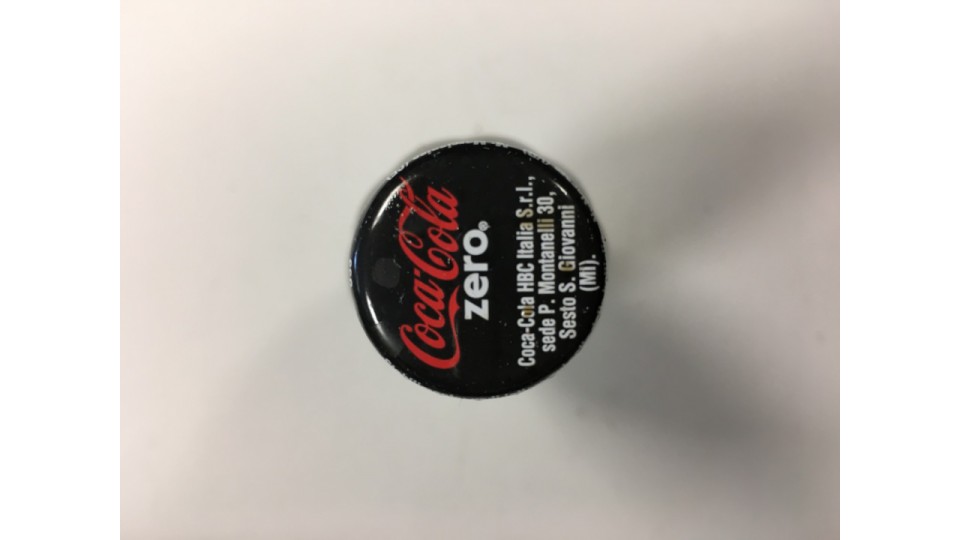 Coca-Cola
zero®
Coca-Cola HBC Italia S.r.l.,
sede P. Montanelli 30,
Sesto S. Giovanni
(MI).